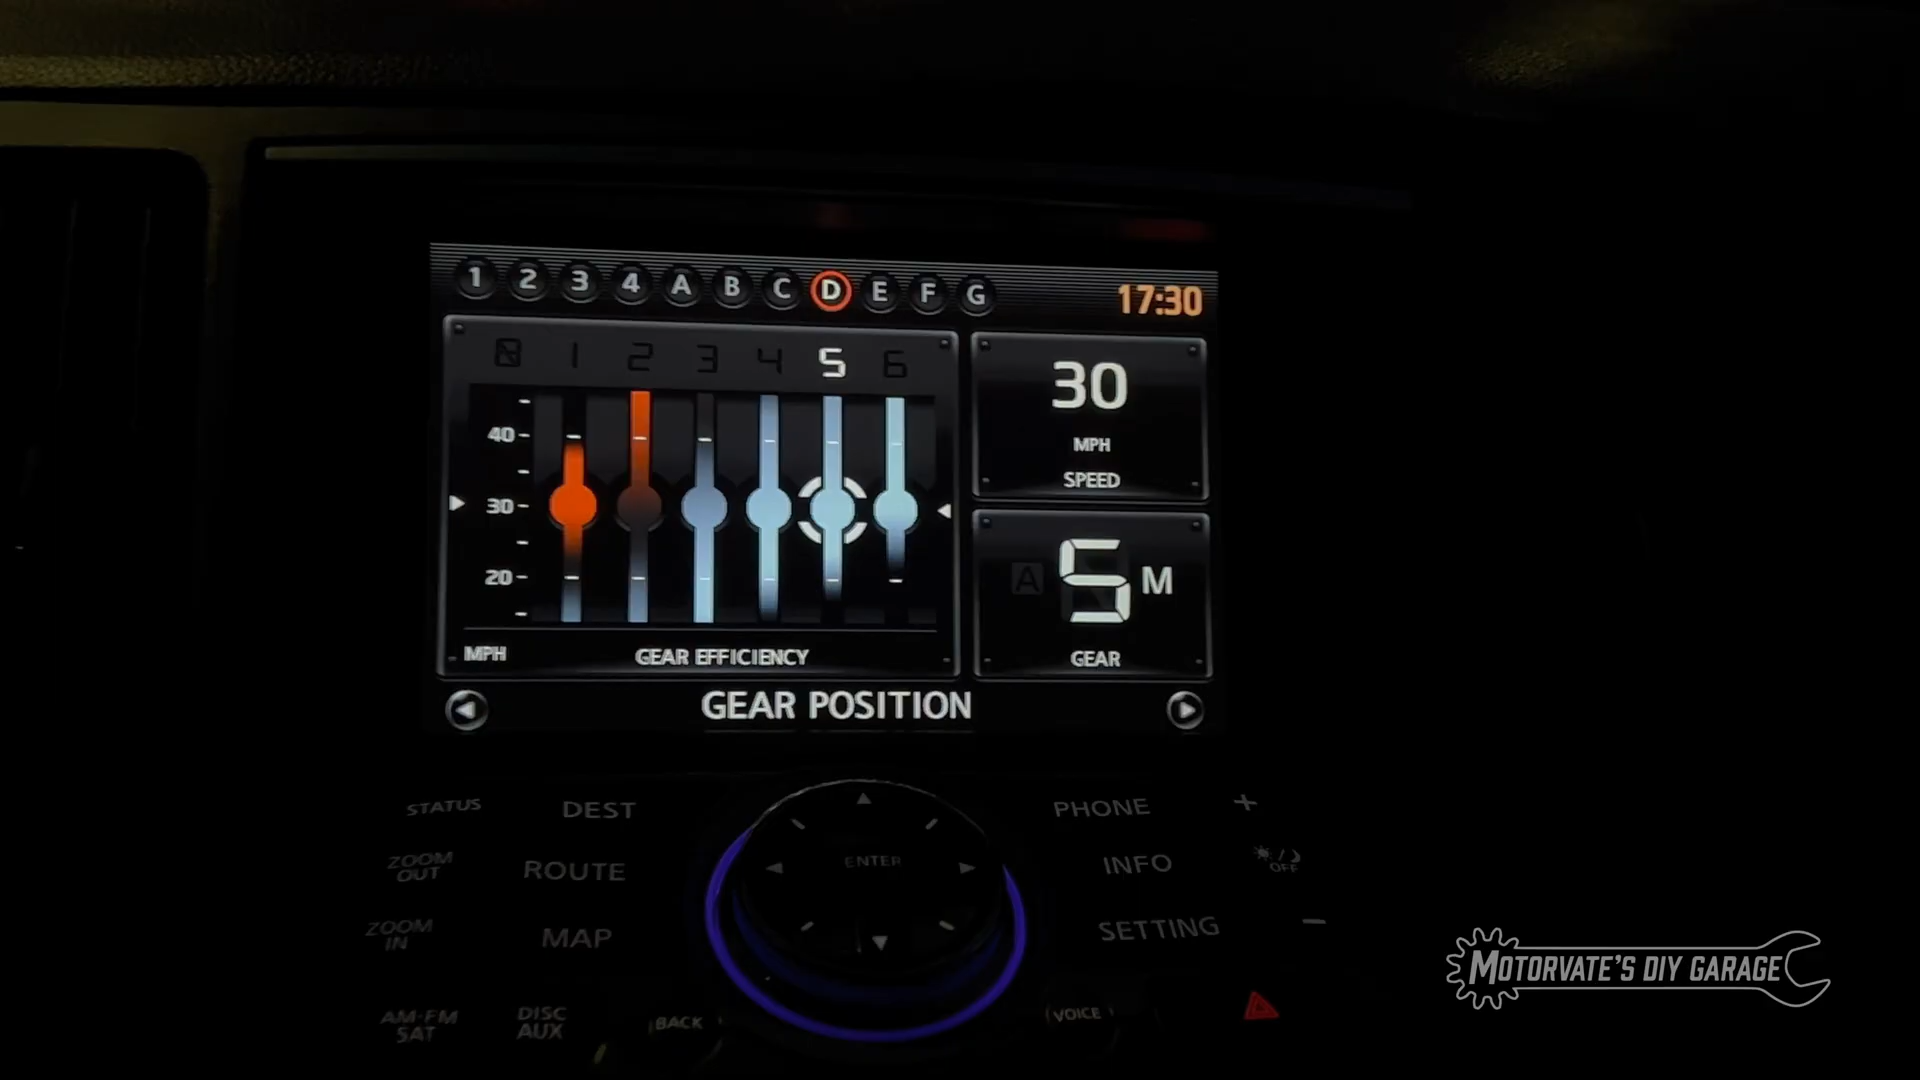 1 2 3 4 A B C D E F G
17:30
1 2 3 4 5 6
40
30
20
MPH
GEAR EFFICIENCY
30
MPH
SPEED
A 5 M
GEAR
GEAR POSITION
STATUS
DEST
PHONE
+
ZOOM
OUT
ROUTE
ENTER
INFO
OFF
ZOOM
IN
MAP
SETTING
-
AM-FM
SAT
DISC
AUX
BACK
VOICE
MOTORVATE'S DIY GARAGE